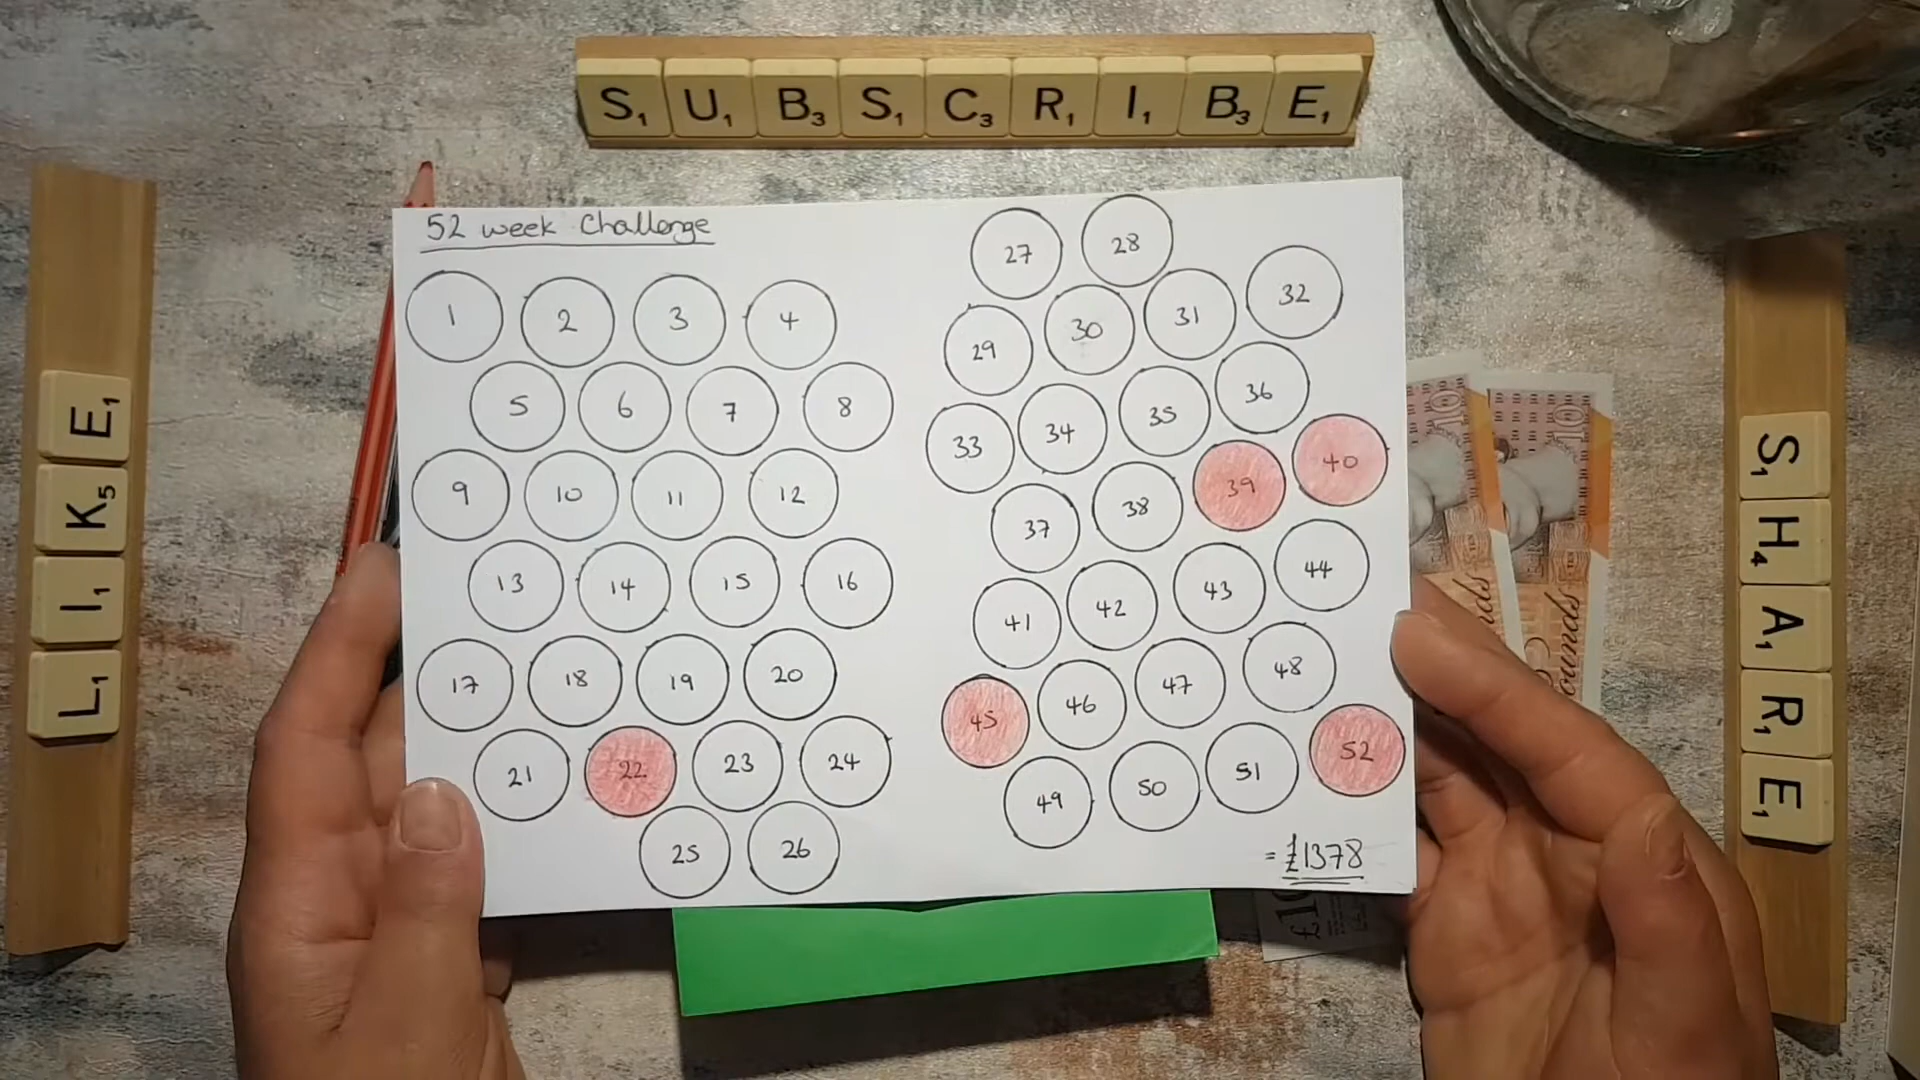 SUBSCRIBE
LIKE
SHARE
52 week Challenge
1 2 3 4
5 6 7 8
9 10 11 12
13 14 15 16
17 18 19 20
21 22 23 24
25 26
27 28
29 30 31 32
33 34 35 36
37 38 39 40
41 42 43 44
45 46 47 48
49 50 51 52
= £1378